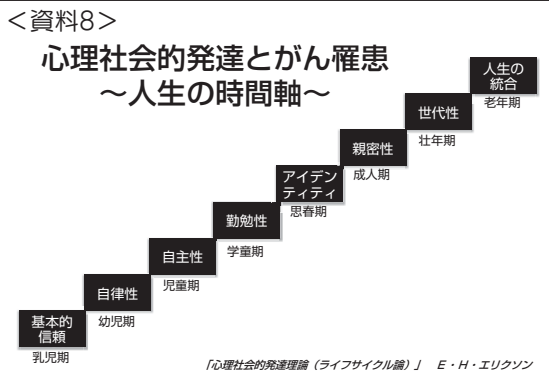 ＜資料8＞
心理社会的発達とがん罹患
～人生の時間軸～
人生の
統合
老年期
世代性
壮年期
親密性
成人期
アイデン
ティティ
思春期
勤勉性
学童期
自主性
児童期
自律性
幼児期
基本的
信頼
乳児期
「心理社会的発達理論（ライフサイクル論）」　E・H・エリクソン